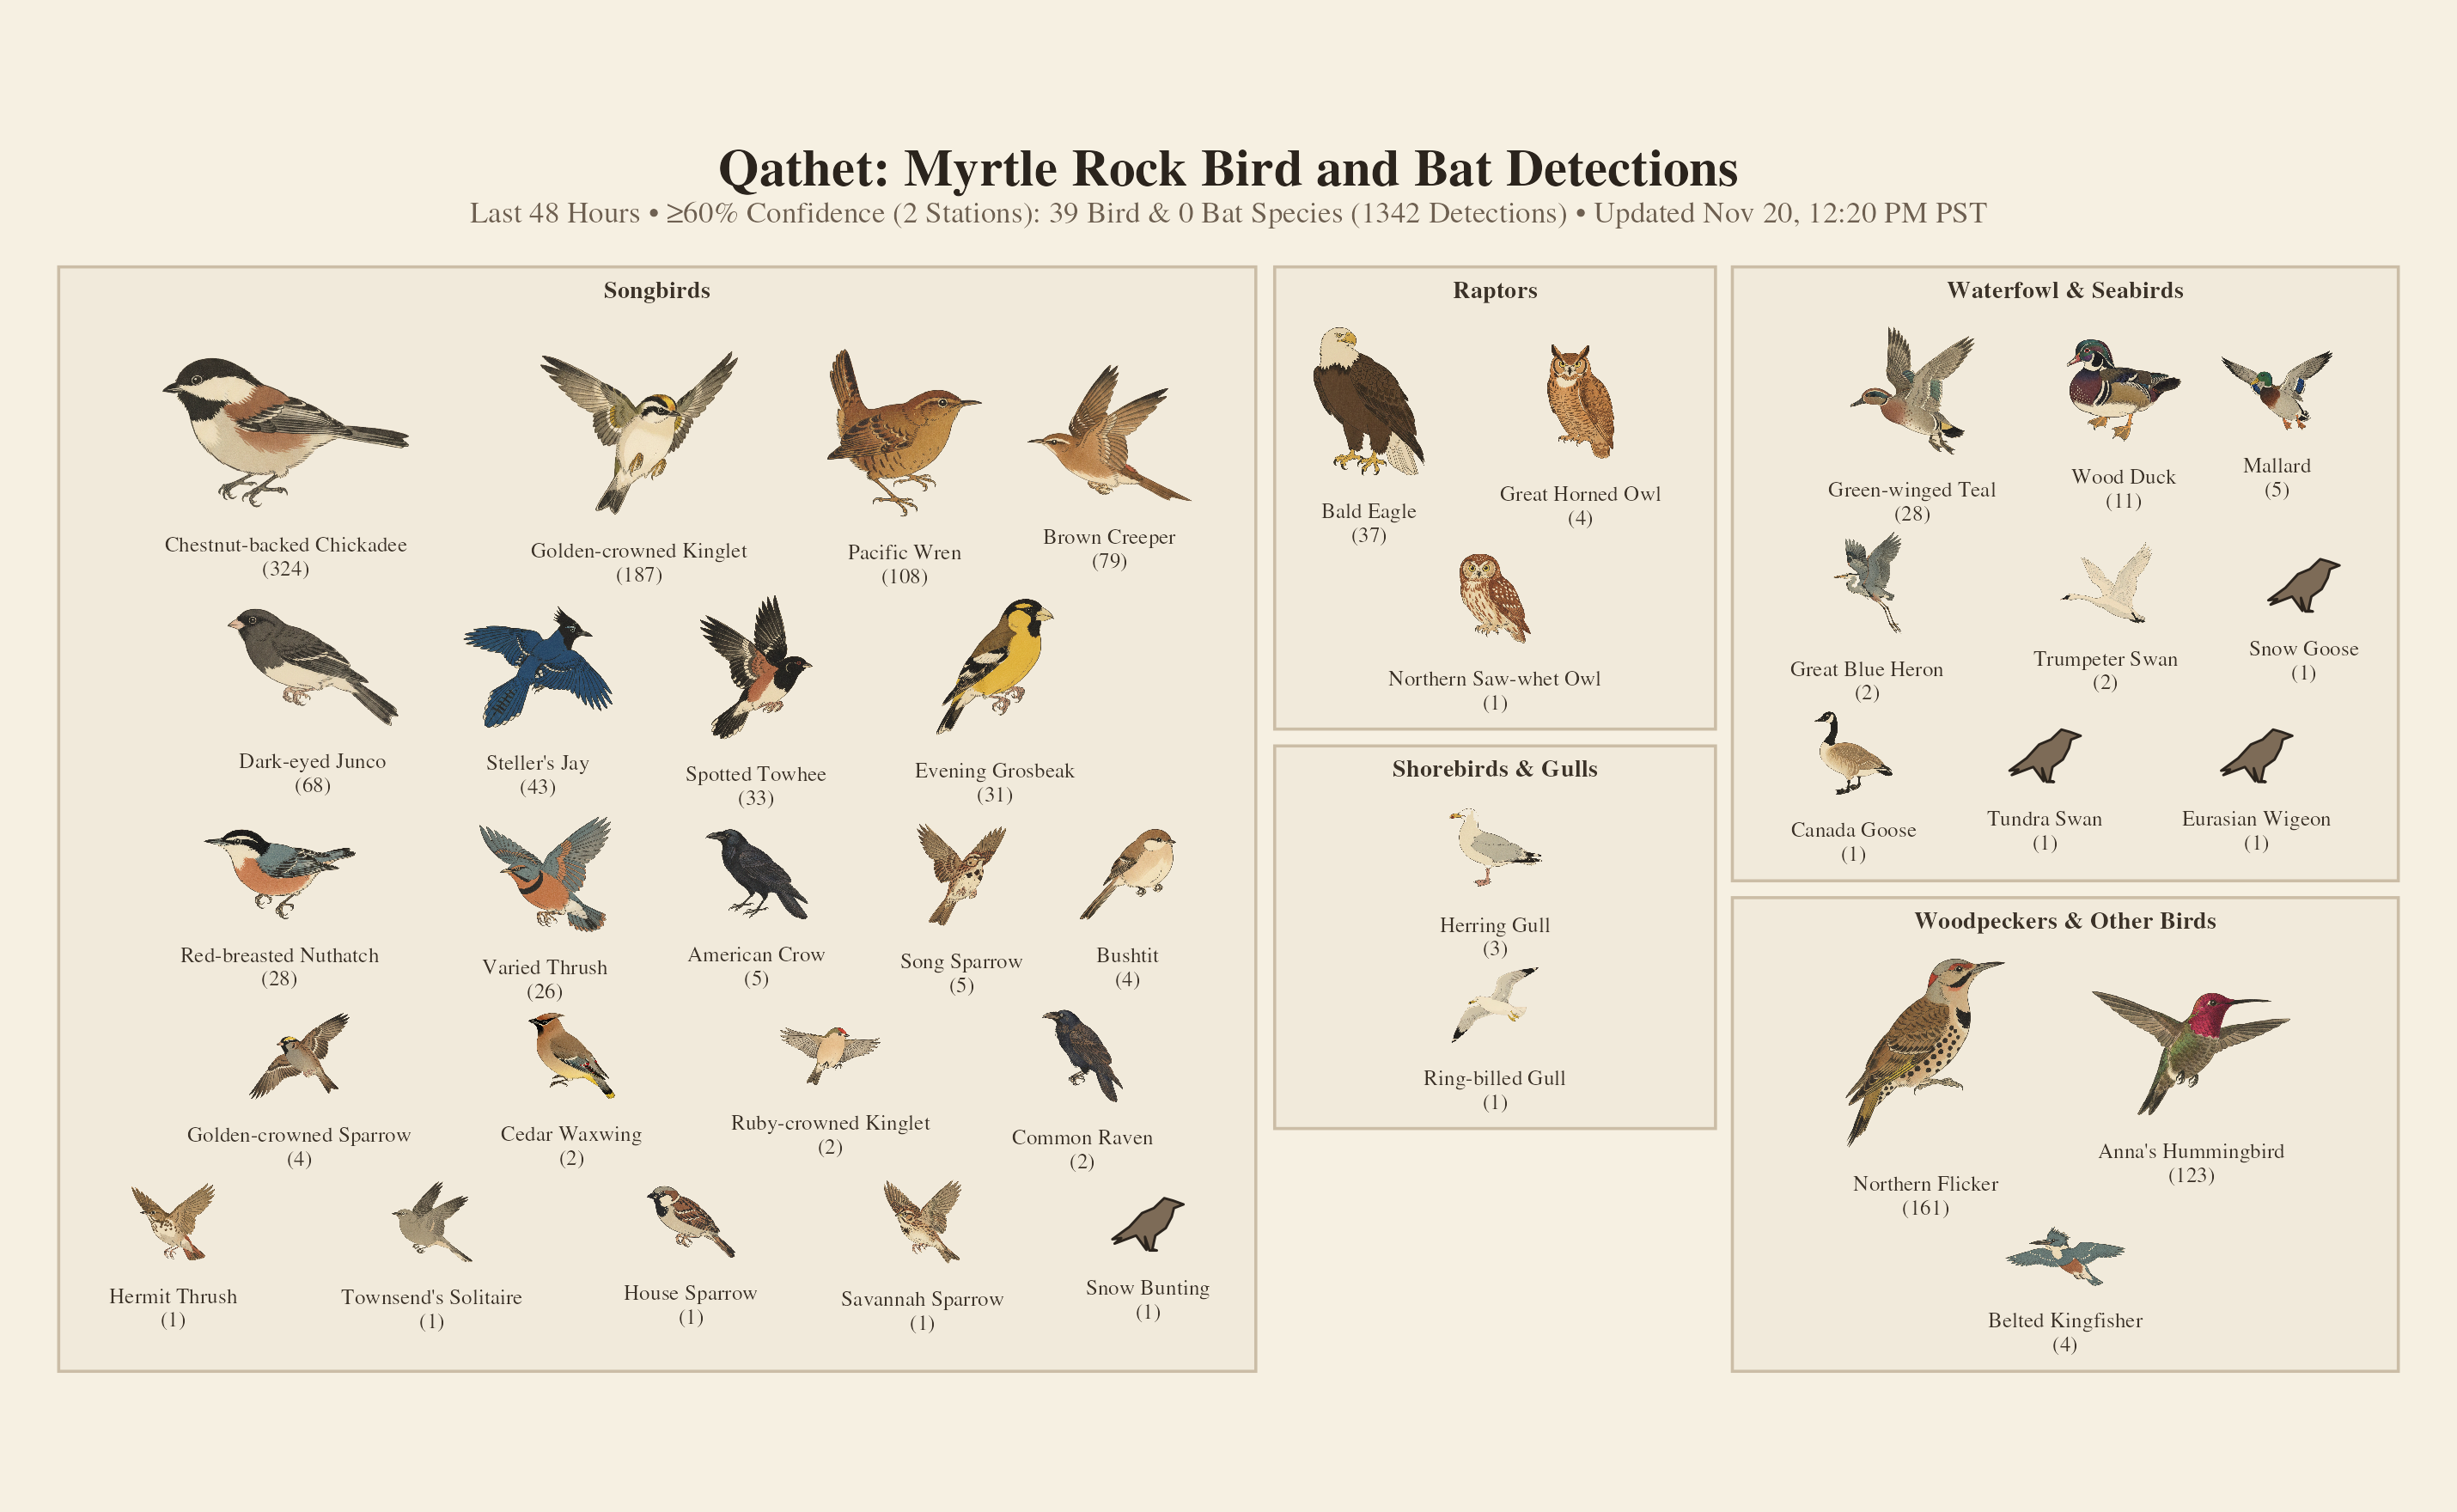 Qathet: Myrtle Rock Bird and Bat Detections
Last 48 Hours • ≥60% Confidence (2 Stations): 39 Bird & 0 Bat Species (1342 Detections) • Updated Nov 20, 12:20 PM PST
Songbirds
Chestnut-backed Chickadee
(324)
Golden-crowned Kinglet
(187)
Pacific Wren
(108)
Brown Creeper
(79)
Dark-eyed Junco
(68)
Steller's Jay
(43)
Spotted Towhee
(33)
Evening Grosbeak
(31)
Red-breasted Nuthatch
(28)
Varied Thrush
(26)
American Crow
(5)
Song Sparrow
(5)
Bushtit
(4)
Golden-crowned Sparrow
(4)
Cedar Waxwing
(2)
Ruby-crowned Kinglet
(2)
Common Raven
(2)
Hermit Thrush
(1)
Townsend's Solitaire
(1)
House Sparrow
(1)
Savannah Sparrow
(1)
Snow Bunting
(1)
Raptors
Bald Eagle
(37)
Great Horned Owl
(4)
Northern Saw-whet Owl
(1)
Shorebirds & Gulls
Herring Gull
(3)
Ring-billed Gull
(1)
Waterfowl & Seabirds
Green-winged Teal
(28)
Wood Duck
(11)
Mallard
(5)
Great Blue Heron
(2)
Trumpeter Swan
(2)
Snow Goose
(1)
Canada Goose
(1)
Tundra Swan
(1)
Eurasian Wigeon
(1)
Woodpeckers & Other Birds
Northern Flicker
(161)
Anna's Hummingbird
(123)
Belted Kingfisher
(4)